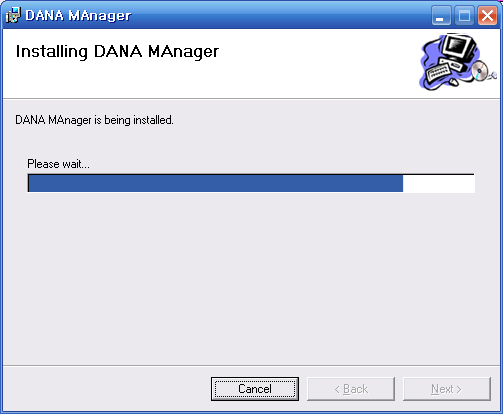 DANA MAnager
Installing DANA MAnager
DANA MAnager is being installed.
Please wait...
Cancel
< Back
Next >